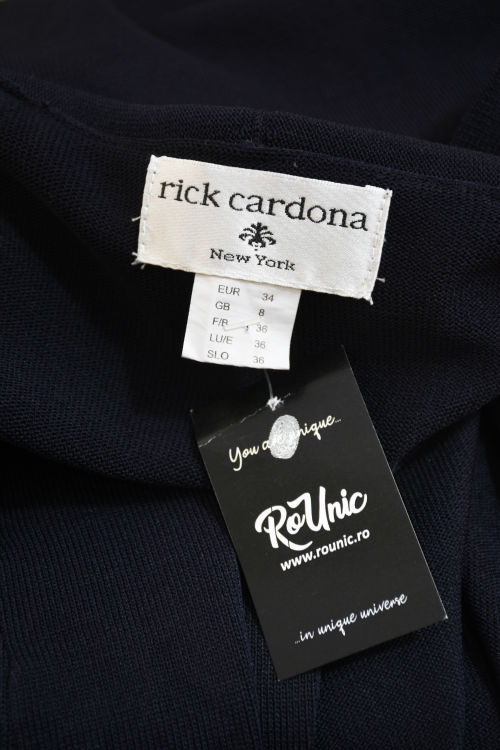 rick cardona
New York
EUR 34
GB 8
F/B 36
LU/E 36
SLO 36
You are unique...
RoUnic
www.rounic.ro
...in unique universe